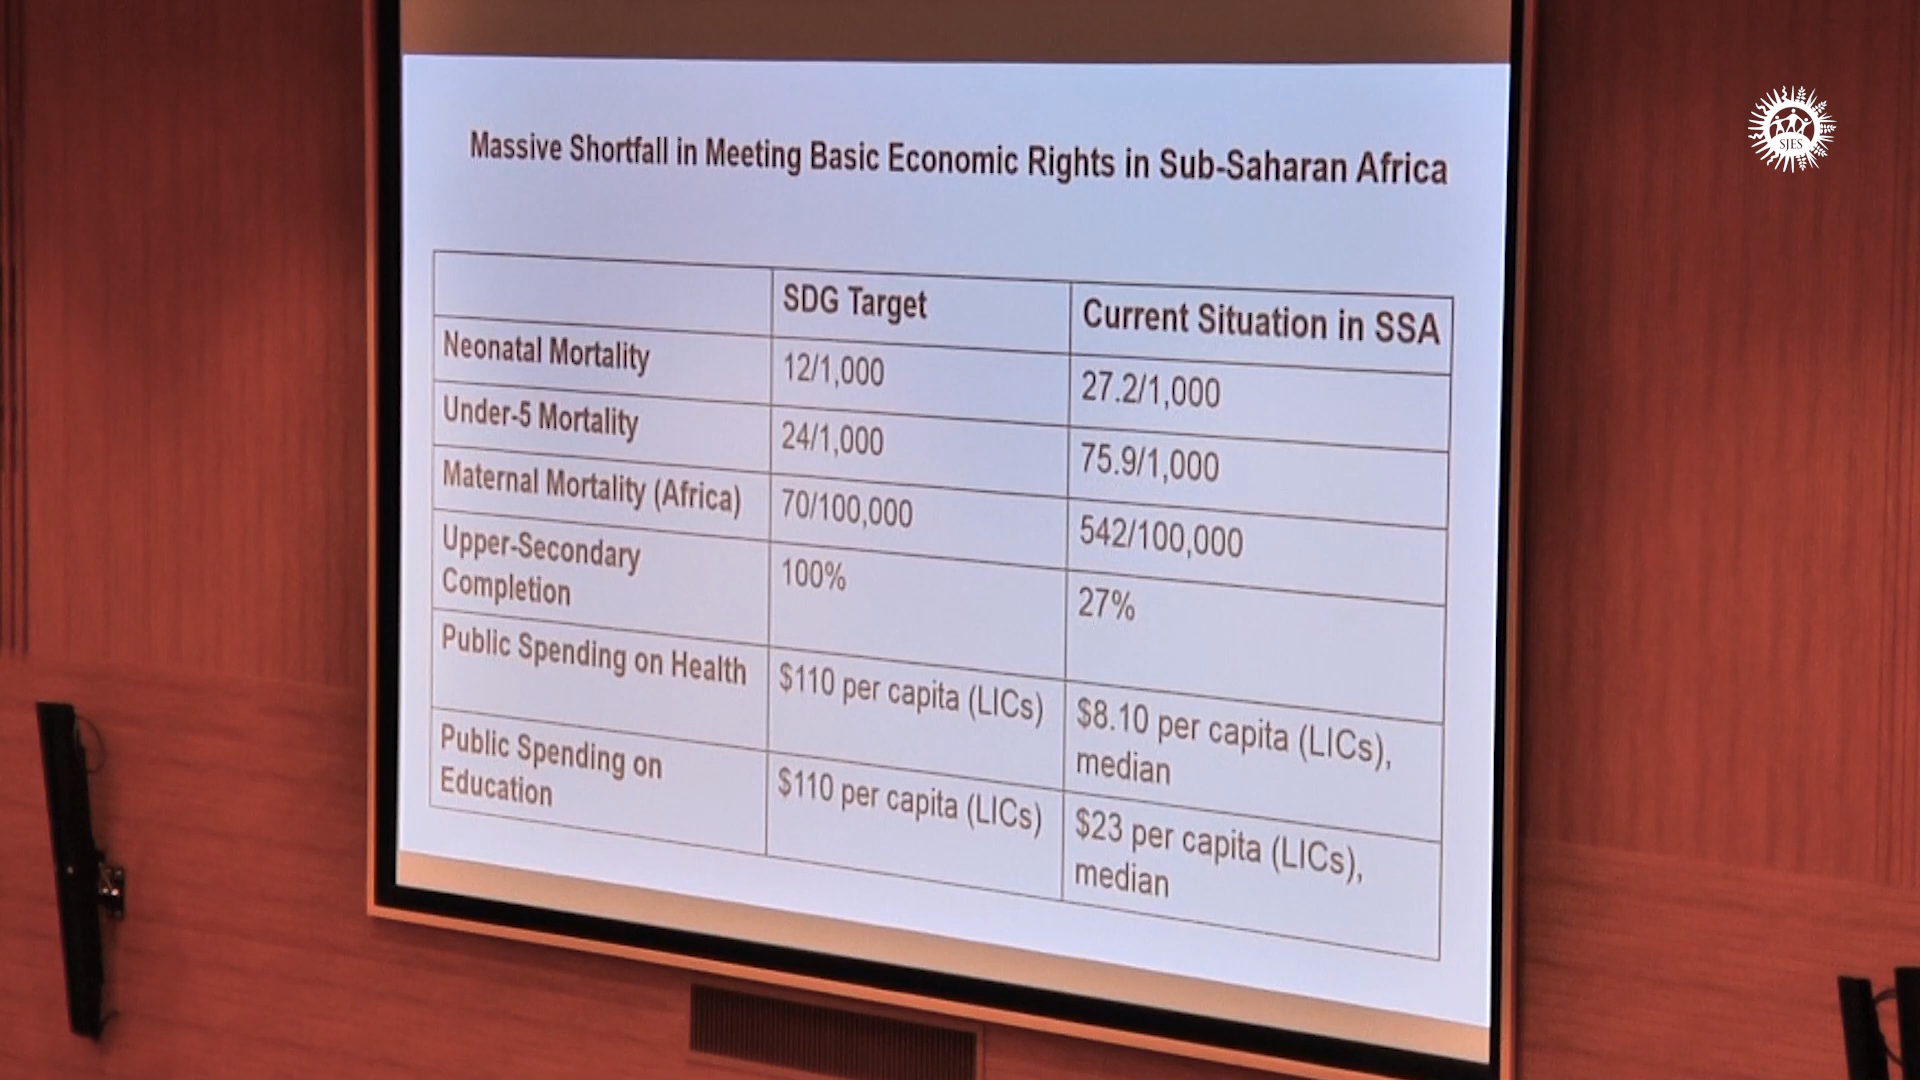 SJES
Massive Shortfall in Meeting Basic Economic Rights in Sub-Saharan Africa
SDG Target
Current Situation in SSA
Neonatal Mortality
12/1,000
27.2/1,000
Under-5 Mortality
24/1,000
75.9/1,000
Maternal Mortality (Africa)
70/100,000
542/100,000
Upper-Secondary
Completion
100%
27%
Public Spending on Health
$110 per capita (LICs)
$8.10 per capita (LICs),
median
Public Spending on
Education
$110 per capita (LICs)
$23 per capita (LICs),
median